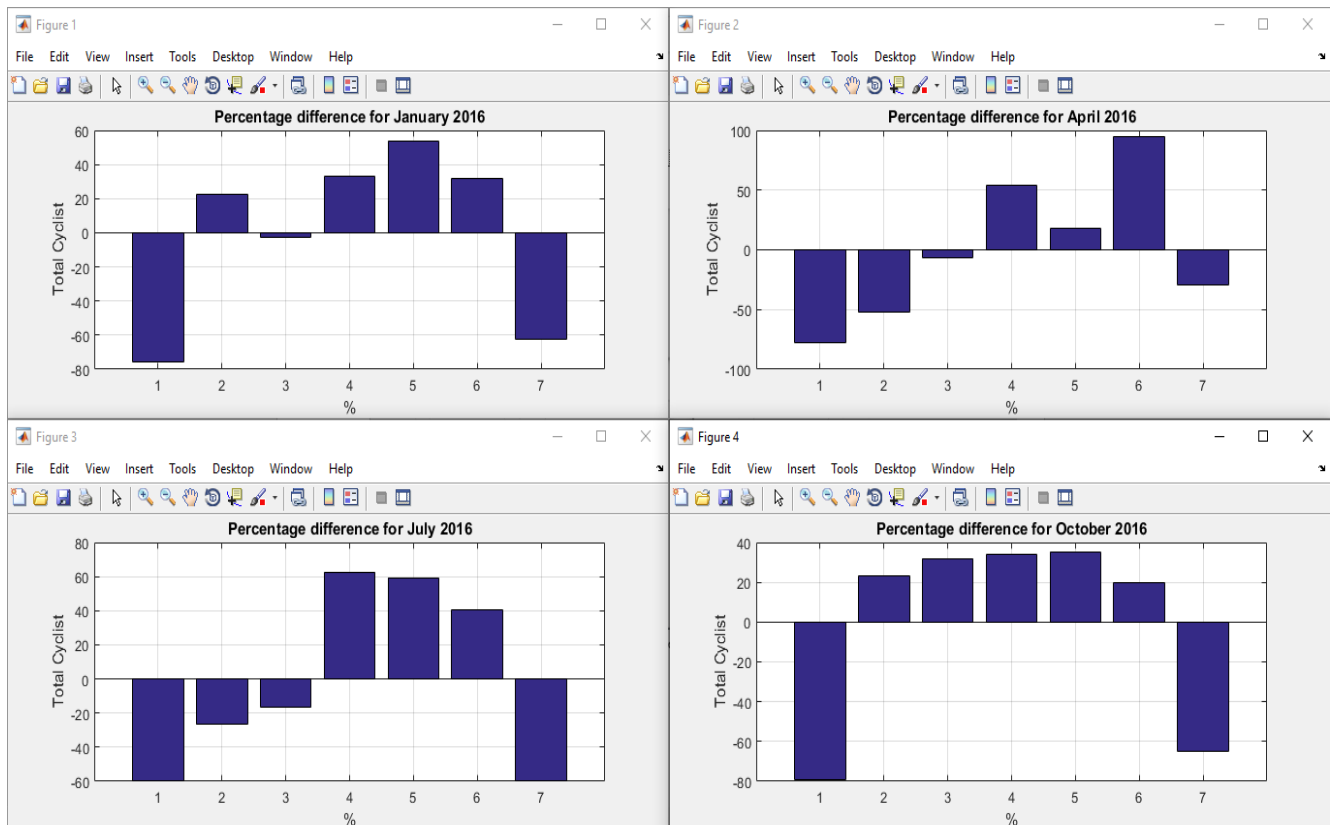 Figure 1
File Edit View Insert Tools Desktop Window Help
Percentage difference for January 2016
60
40
20
0
-20
-40
-60
-80
Total Cyclist
1 2 3 4 5 6 7
%
Figure 2
File Edit View Insert Tools Desktop Window Help
Percentage difference for April 2016
100
50
0
-50
-100
Total Cyclist
1 2 3 4 5 6 7
%
Figure 3
File Edit View Insert Tools Desktop Window Help
Percentage difference for July 2016
80
60
40
20
0
-20
-40
-60
Total Cyclist
1 2 3 4 5 6 7
%
Figure 4
File Edit View Insert Tools Desktop Window Help
Percentage difference for October 2016
40
20
0
-20
-40
-60
-80
Total Cyclist
1 2 3 4 5 6 7
%